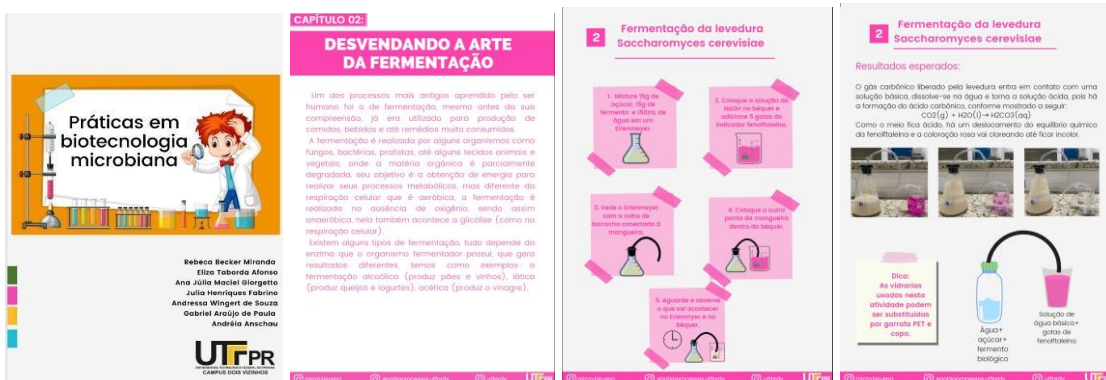 Práticas em
biotecnologia
microbiana
Rebeca Becker Miranda
Eliza Taborda Afonso
Ana Júlia Maciel Giorgetto
Julia Henriques Fabrino
Andressa Wingert de Souza
Gabriel Araújo de Paula
Andréia Anschau
UTFPR
UNIVERSIDADE TECNOLÓGICA FEDERAL DO PARANÁ
CAMPUS DOIS VIZINHOS
CAPÍTULO 02:
DESVENDANDO A ARTE
DA FERMENTAÇÃO
Um dos processos mais antigos aprendido pelo ser
humano foi o de fermentação, mesmo antes da sua
compreensão, já era utilizado para produção de
comidas, bebidas e até remédios muito consumidos.
A fermentação é realizada por alguns organismos como
fungos, bactérias, protistas, até alguns tecidos animais e
vegetais, onde a matéria orgânica é parcialmente
degradada, seu objetivo é a obtenção de energia para
realizar seus processos metabólicos, mas diferente da
respiração celular que é aeróbica, a fermentação é
realizada na ausência de oxigênio, sendo assim
anaeróbica, nela também acontece a glicólise (como na
respiração celular).
Existem alguns tipos de fermentação, tudo depende da
enzima que o organismo fermentador possui, que gera
resultados diferentes, temos como exemplos a
fermentação alcoólica (produz pães e vinhos), lática
(produz queijos e iogurtes), acética (produz o vinagre).
2
Fermentação da levedura
Saccharomyces cerevisiae
1. Misture 15g de
açúcar, 15g de
fermento e 150mL de
água em um
Erlenmeyer.
2. Coloque a solução de
NaOH no béquer e
adicione 5 gotas do
indicador fenolftaleína.
3. Vede o Erlenmeyer
com a rolha de
borracha conectada à
mangueira.
4. Coloque a outra
ponta da mangueira
dentro do béquer.
5. Aguarde e observe
o que vai acontecer
no Erlenmyer e no
béquer.
2
Fermentação da levedura
Saccharomyces cerevisiae
Resultados esperados:
O gás carbônico liberado pela levedura entra em contato com uma
solução básica, dissolve-se na água e torna a solução ácida, pois há
a formação do ácido carbônico, conforme mostrado a seguir:
CO2(g) + H2O(l)→ H2CO3(aq)
Como o meio fica ácido, há um deslocamento do equilíbrio químico
da fenolftaleína e a coloração rosa vai clareando até ficar incolor.
Dica:
As vidrarias
usadas nesta
atividade podem
ser substituídas
por garrafa PET e
copo.
Água+
açúcar+
fermento
biológico
Solução de
água básica+
gotas de
fenolftaleína